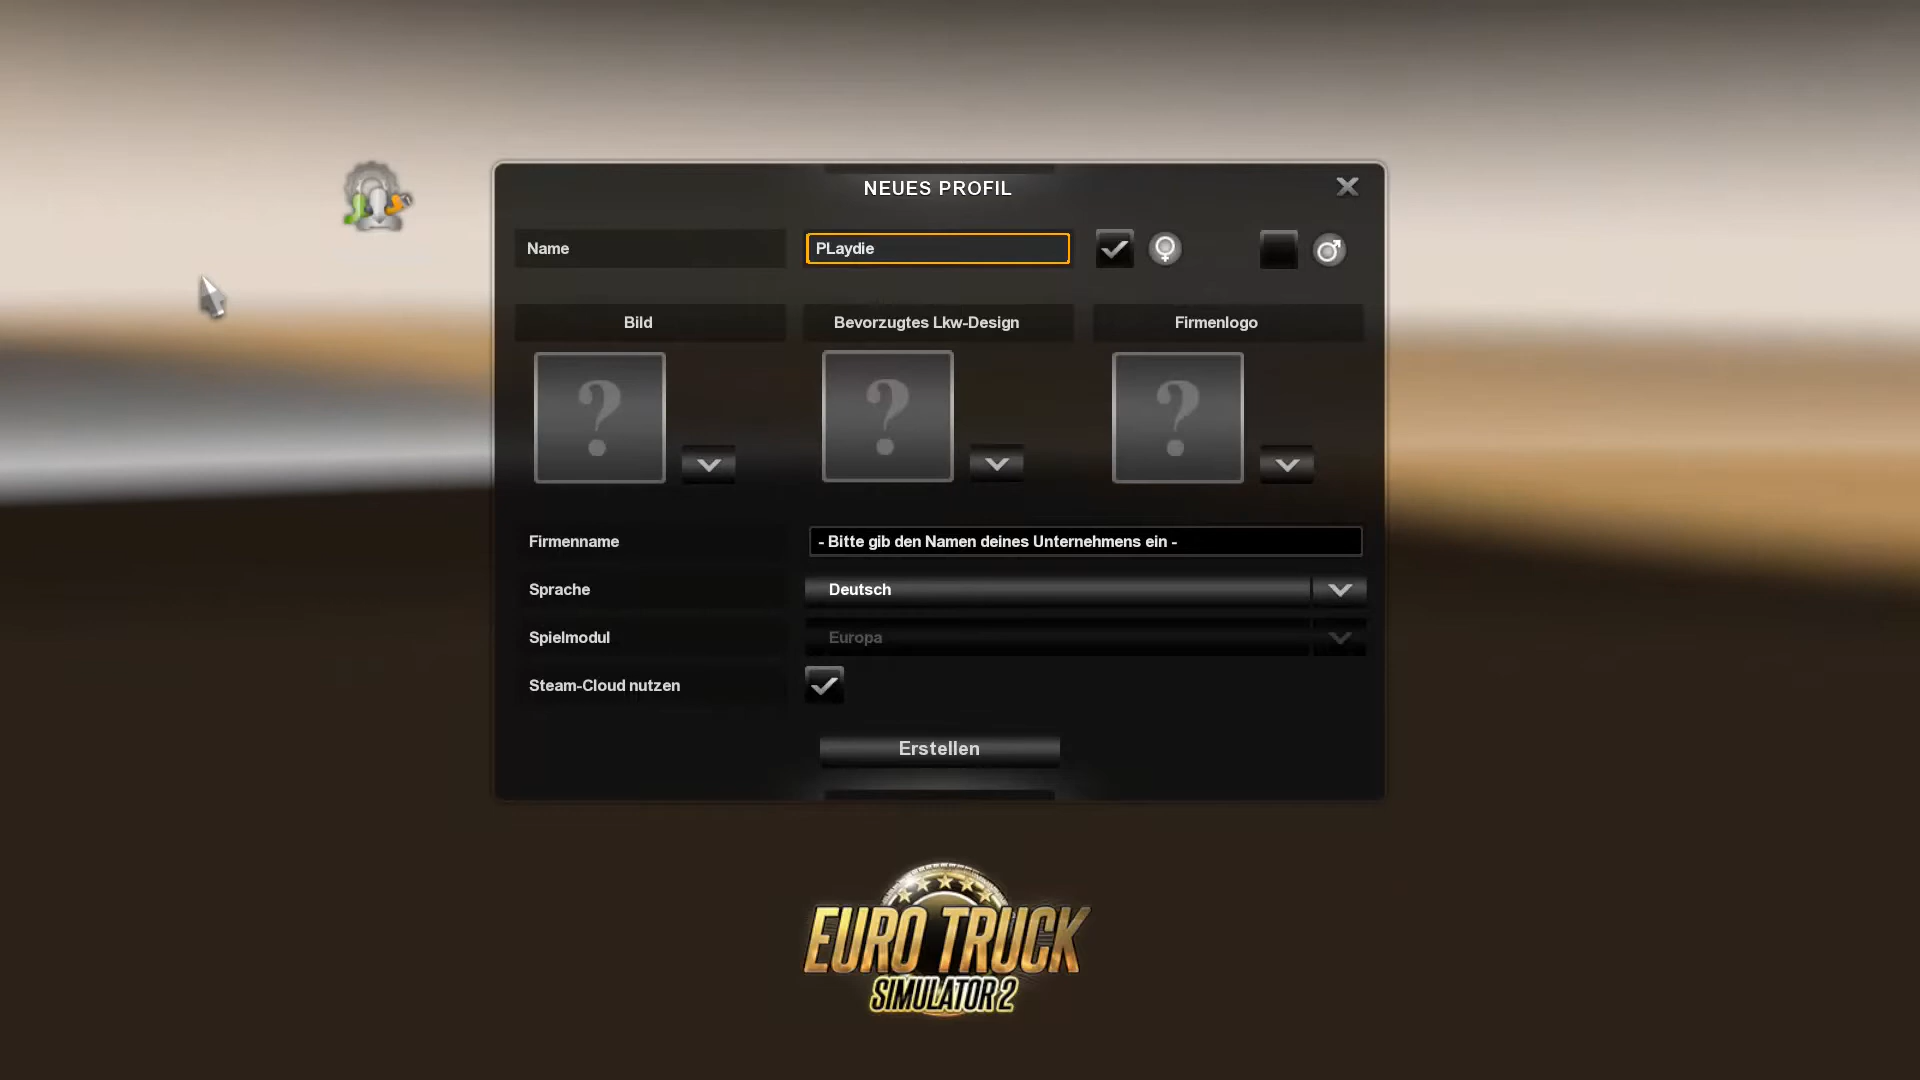 NEUES PROFIL
Name
PLaydie
Bild
Bevorzugtes Lkw-Design
Firmenlogo
?
?
?
Firmenname
- Bitte gib den Namen deines Unternehmens ein -
Sprache
Deutsch
Spielmodul
Europa
Steam-Cloud nutzen
Erstellen
EURO TRUCK
SIMULATOR 2